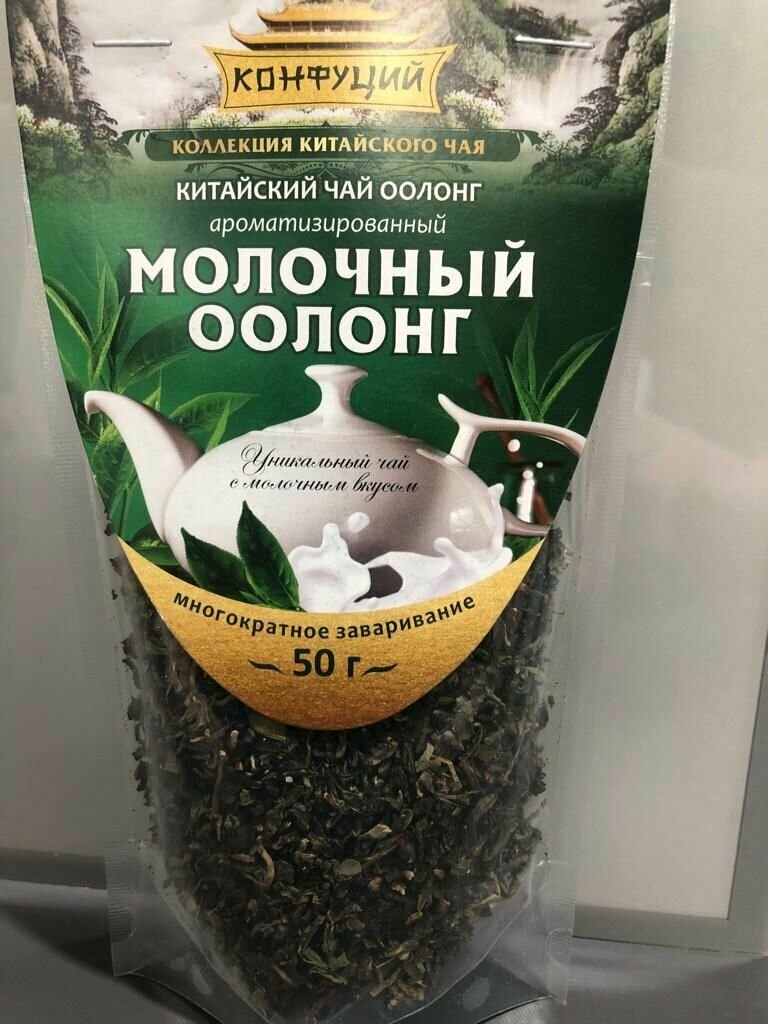 КОНФУЦИЙ
КОЛЛЕКЦИЯ КИТАЙСКОГО ЧАЯ
КИТАЙСКИЙ ЧАЙ ООЛОНГ
ароматизированный
МОЛОЧНЫЙ
ООЛОНГ
Уникальный чай
с молочным вкусом
многократное заваривание
50 г